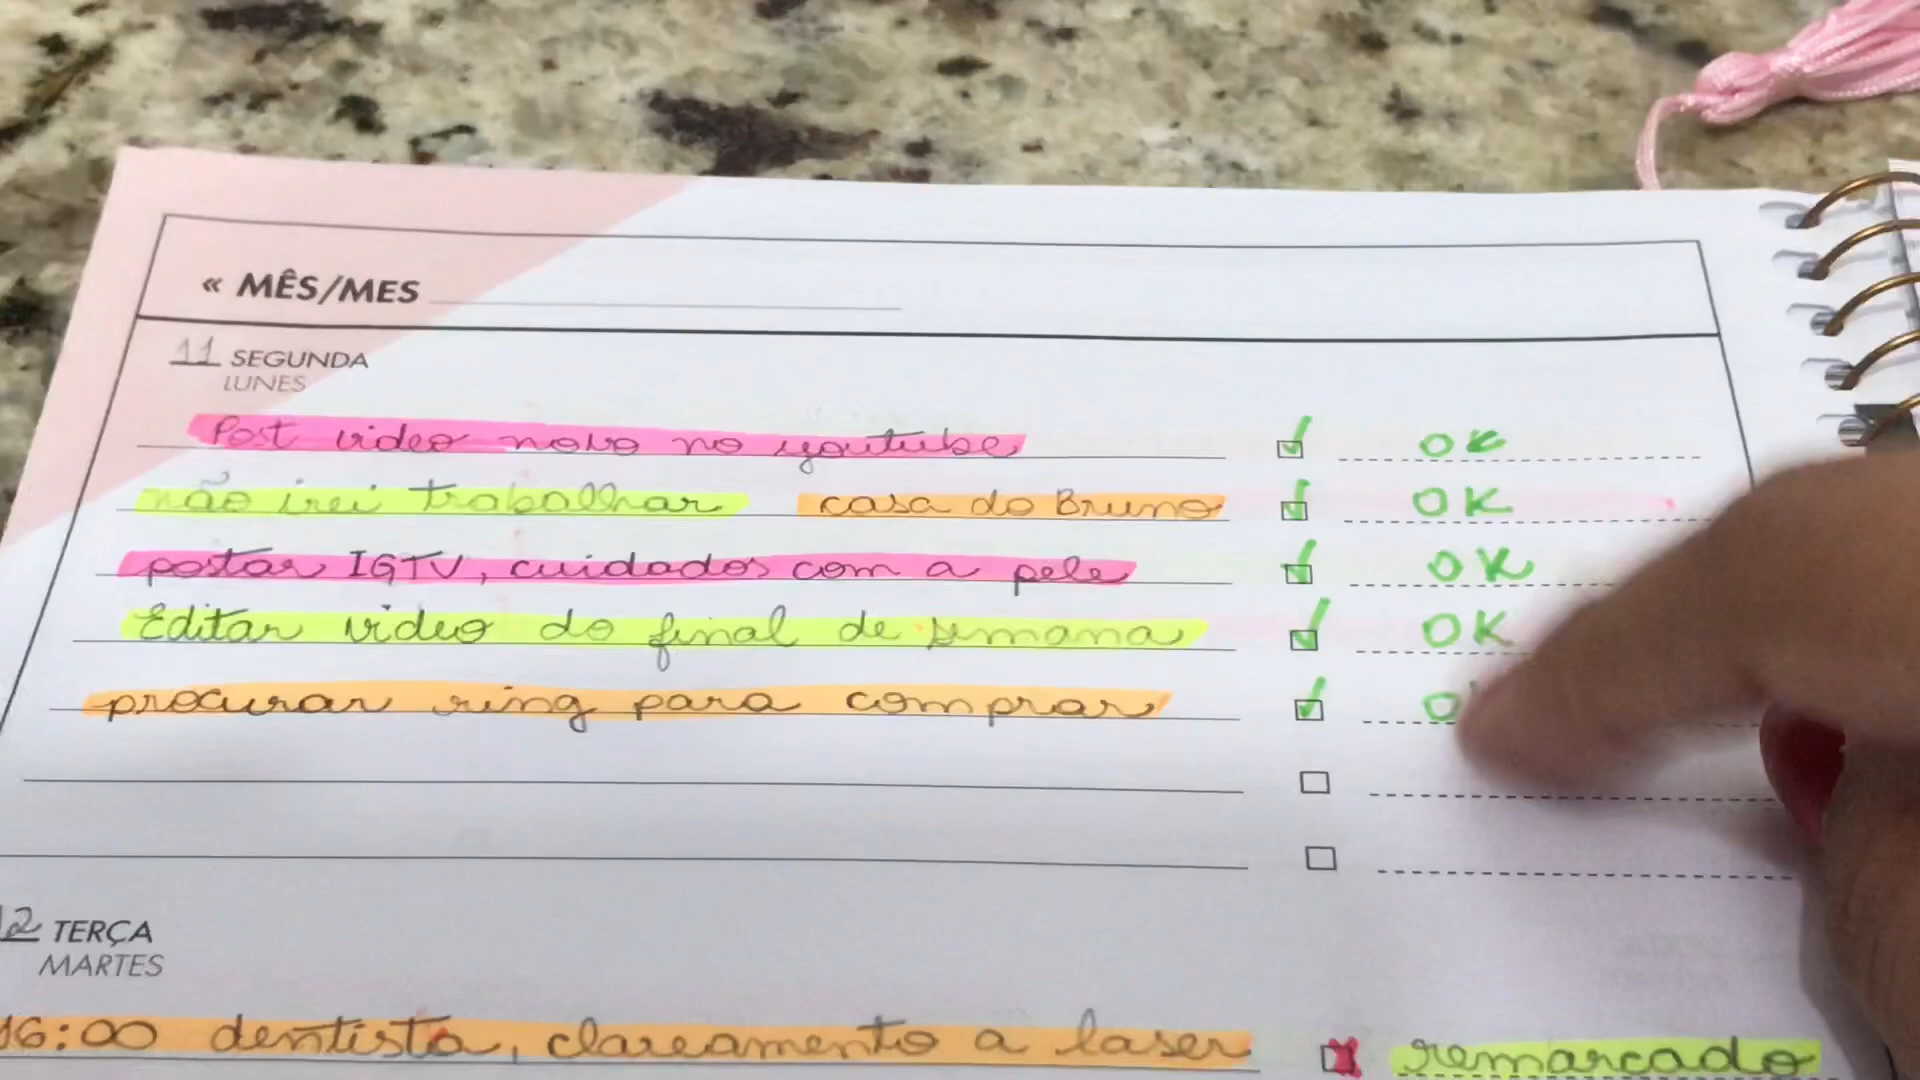 « MÊS/MES
11 SEGUNDA
LUNES
Post video novo no youtube OK
não irei trabalhar casa do Bruno OK
postar IGTV, cuidados com a pele OK
Editar video do final de semana OK
procurar ring para comprar
12 TERÇA
MARTES
16:00 dentista, clareamento a laser remarcado